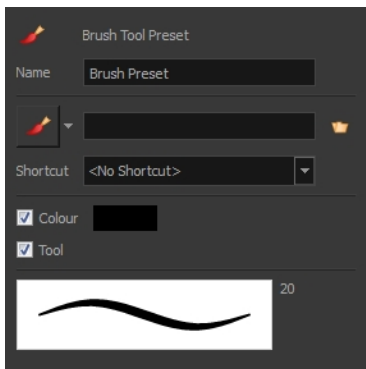 Brush Tool Preset
Name Brush Preset
Shortcut <No Shortcut>
Colour
Tool
20